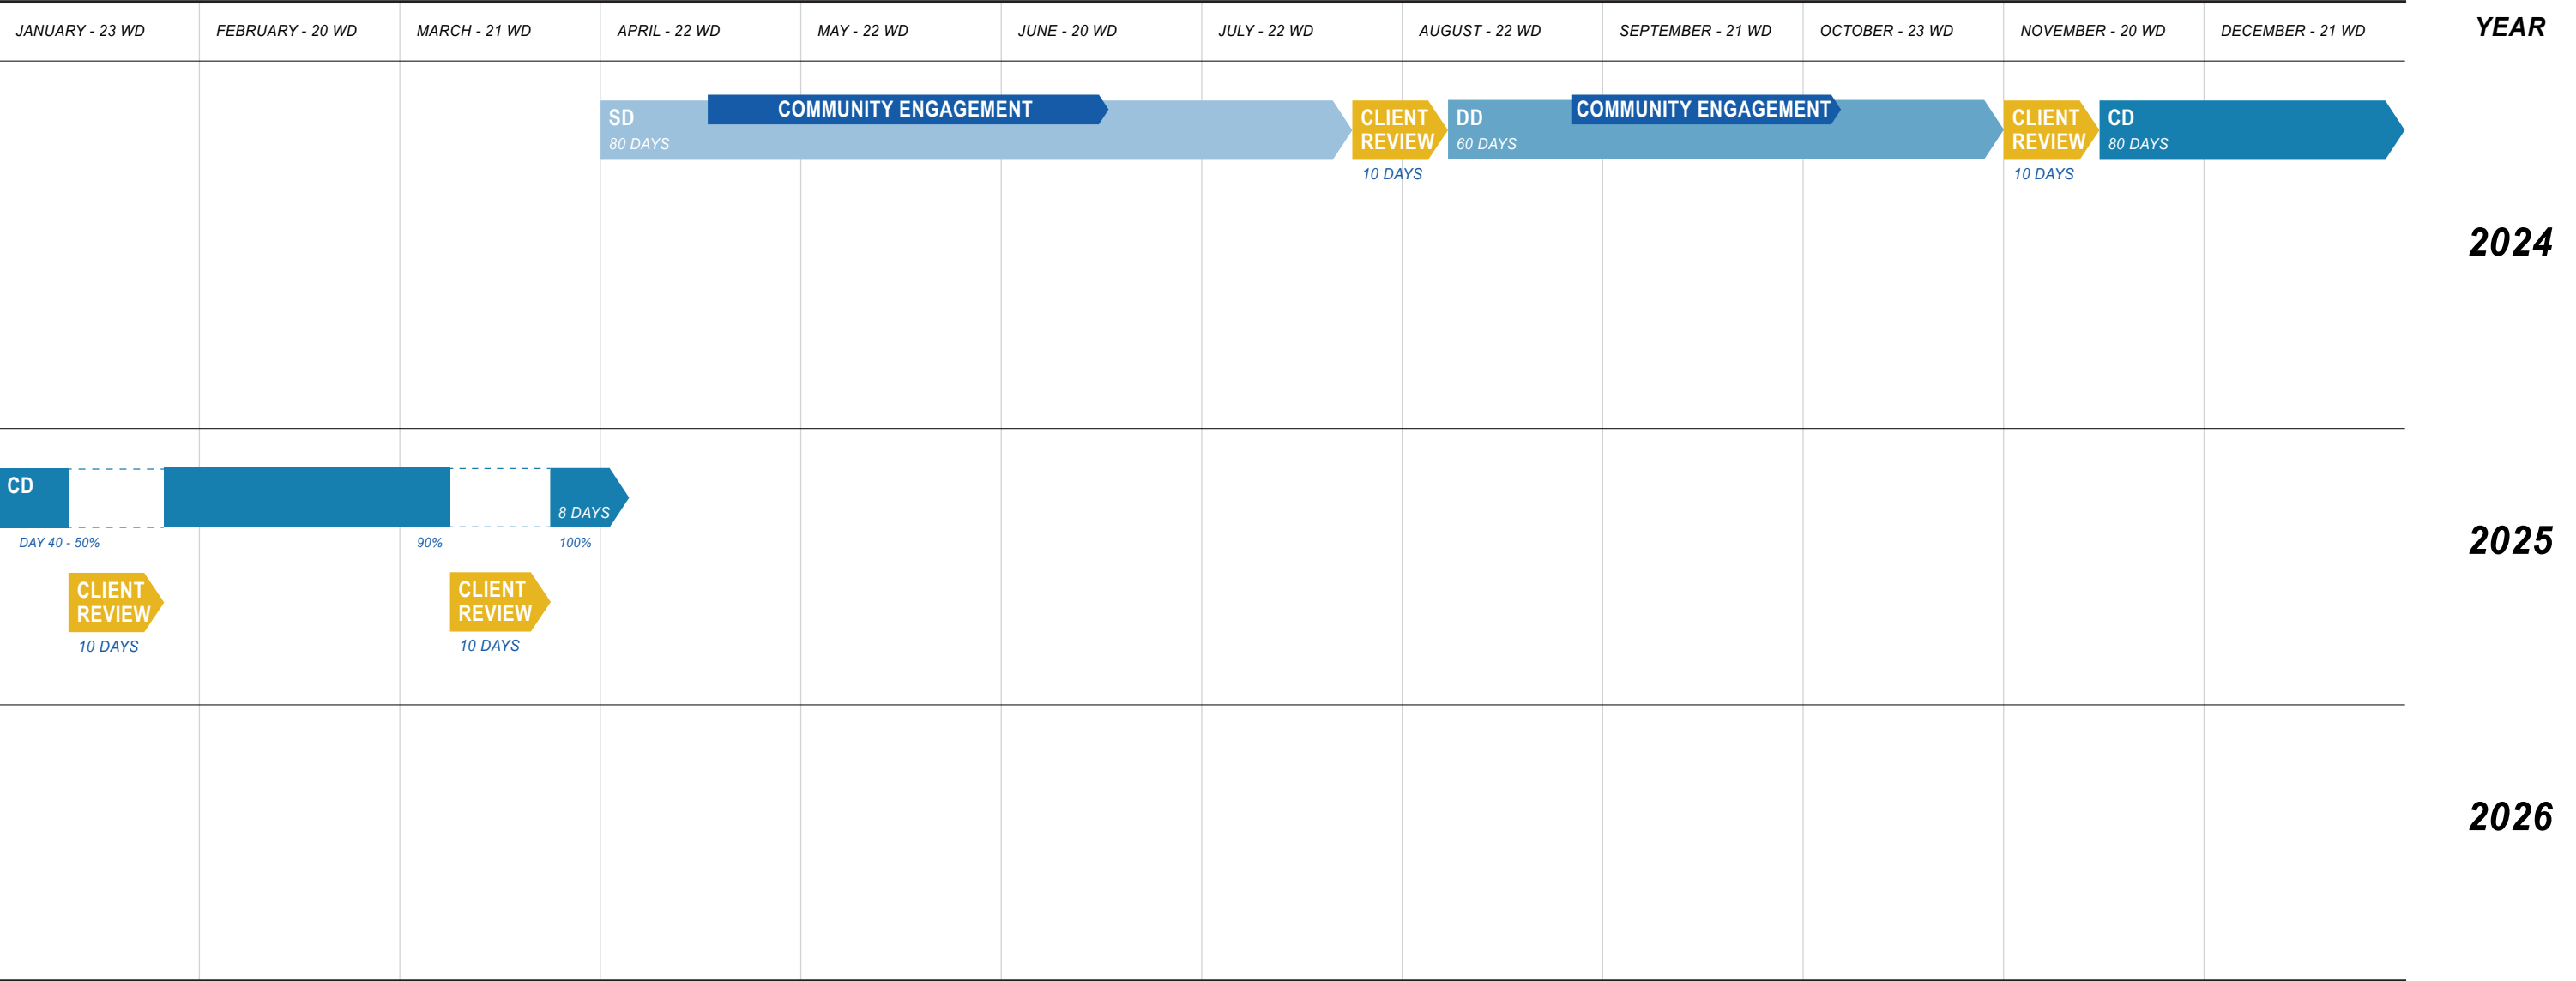 JANUARY - 23 WD
FEBRUARY - 20 WD
MARCH - 21 WD
APRIL - 22 WD
MAY - 22 WD
JUNE - 20 WD
JULY - 22 WD
AUGUST - 22 WD
SEPTEMBER - 21 WD
OCTOBER - 23 WD
NOVEMBER - 20 WD
DECEMBER - 21 WD
YEAR
SD
80 DAYS
COMMUNITY ENGAGEMENT
CLIENT
REVIEW
10 DAYS
DD
60 DAYS
COMMUNITY ENGAGEMENT
CLIENT
REVIEW
10 DAYS
CD
80 DAYS
2024
CD
8 DAYS
DAY 40 - 50%
90%
100%
CLIENT
REVIEW
10 DAYS
CLIENT
REVIEW
10 DAYS
2025
2026